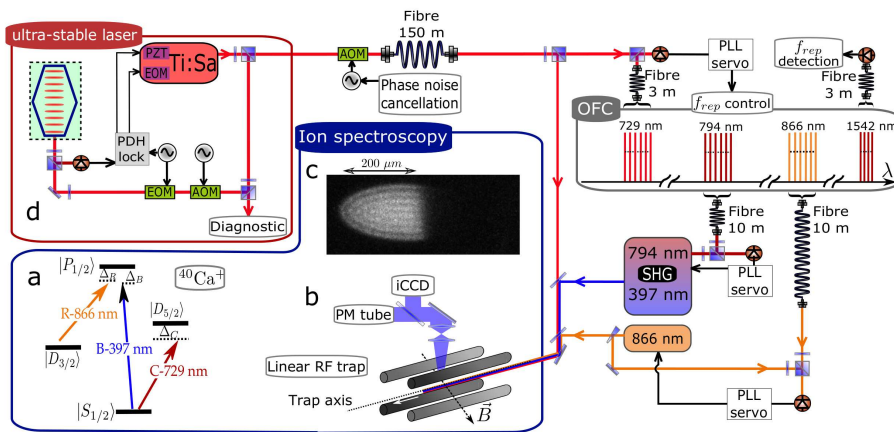 ultra-stable laser
PZT
EOM
Ti:Sa
PDH
lock
EOM
AOM
Diagnostic
d
AOM
Phase noise
cancellation
Fibre
150 m
PLL
servo
f_rep
detection
Fibre
3 m
f_rep control
Fibre
3 m
OFC
729 nm
794 nm
866 nm
1542 nm
λ
Ion spectroscopy
c
200 μm
a
|P1/2⟩
ΔR
ΔB
40Ca+
R-866 nm
|D5/2⟩
ΔC
|D3/2⟩
B-397 nm
C-729 nm
|S1/2⟩
b
iCCD
PM tube
Linear RF trap
Trap axis
B⃗
Fibre
10 m
Fibre
10 m
794 nm
SHG
397 nm
PLL
servo
866 nm
PLL
servo